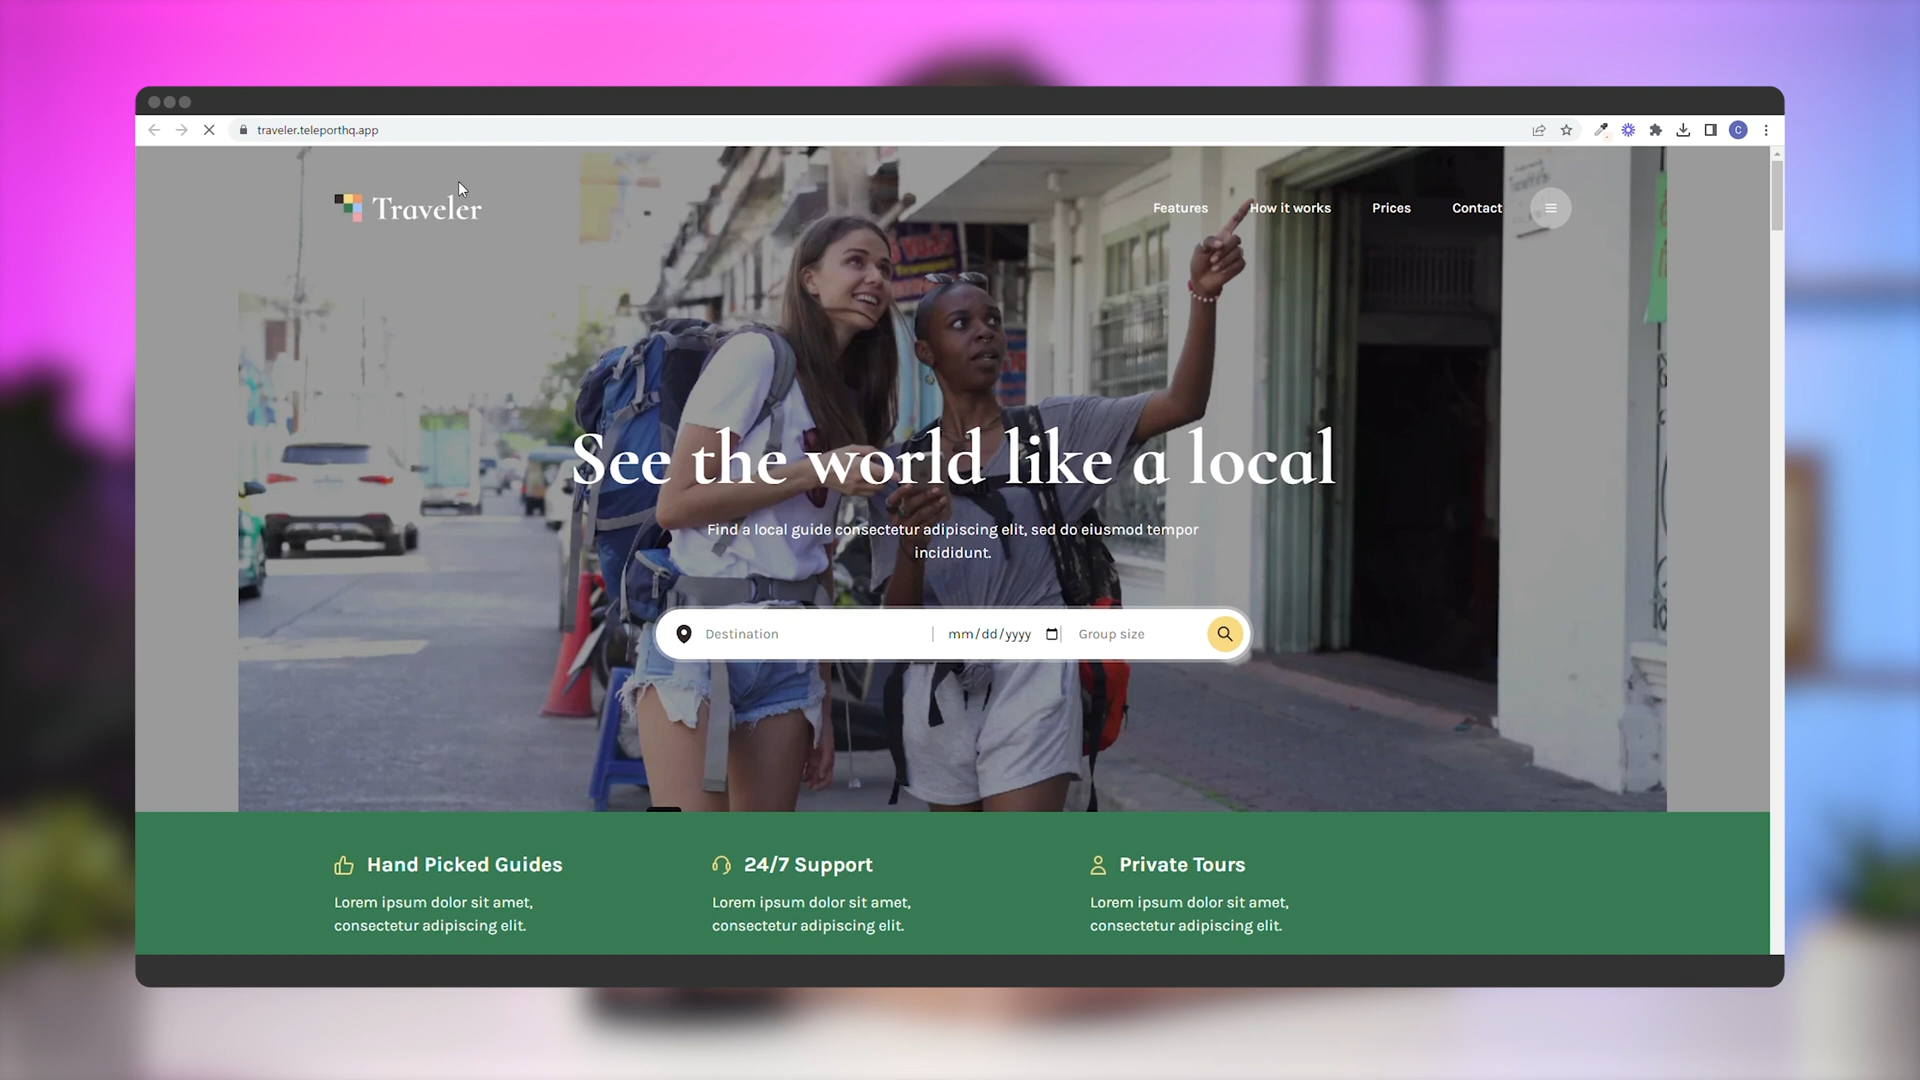 traveler.teleporthq.app
C
Traveler
Features
How it works
Prices
Contact
See the world like a local
Find a local guide consectetur adipiscing elit, sed do eiusmod tempor
incididunt.
Destination
mm/dd/yyyy
Group size
Hand Picked Guides
24/7 Support
Private Tours
Lorem ipsum dolor sit amet,
consectetur adipiscing elit.
Lorem ipsum dolor sit amet,
consectetur adipiscing elit.
Lorem ipsum dolor sit amet,
consectetur adipiscing elit.